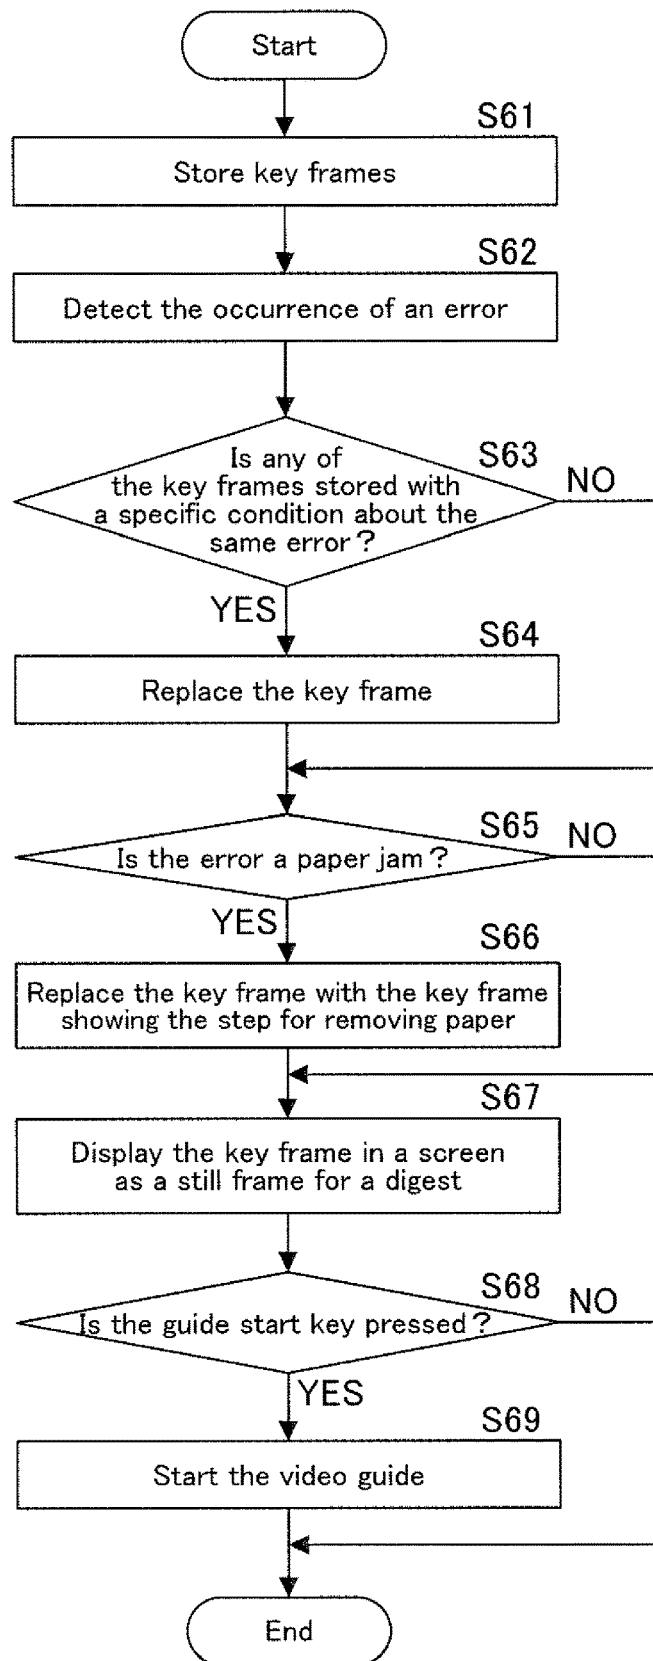 Start
S61
Store key frames
S62
Detect the occurrence of an error
S63
Is any of
the key frames stored with
a specific condition about the
same error?
NO
YES
S64
Replace the key frame
S65
Is the error a paper jam?
NO
YES
S66
Replace the key frame with the key frame
showing the step for removing paper
S67
Display the key frame in a screen
as a still frame for a digest
S68
Is the guide start key pressed?
NO
YES
S69
Start the video guide
End